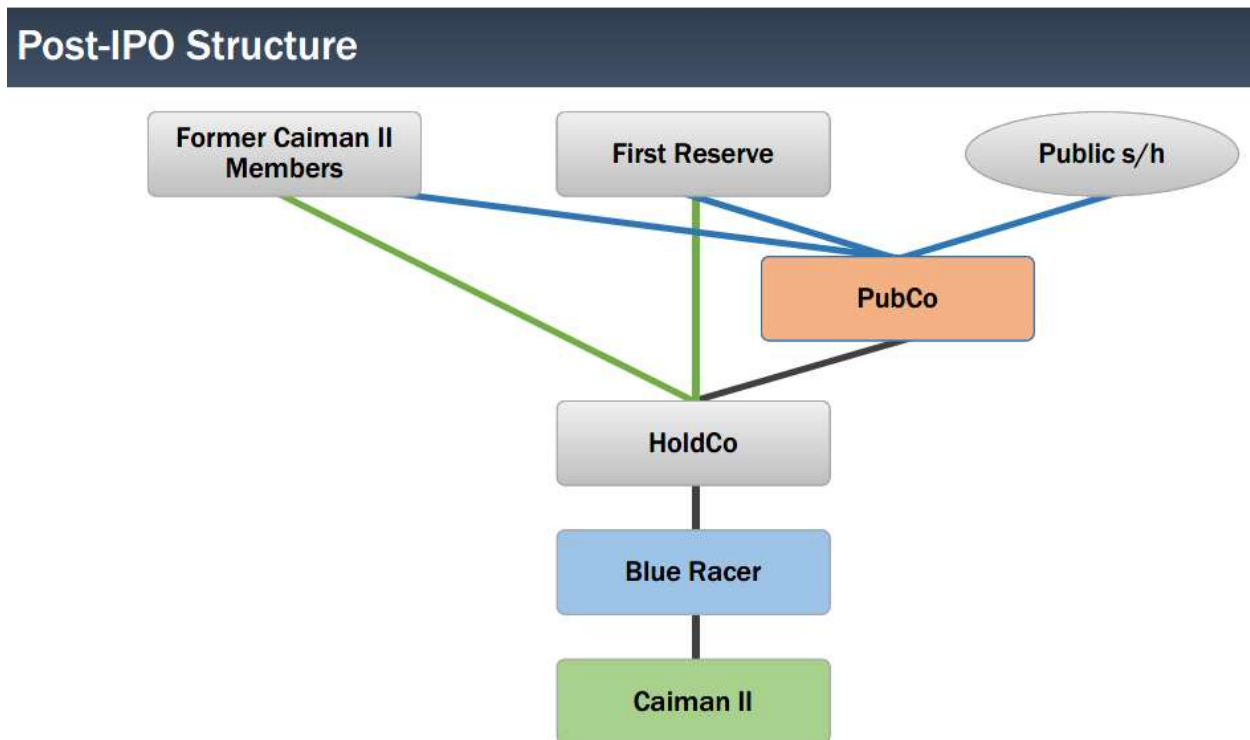 Post-IPO Structure
Former Caiman II
Members
First Reserve
Public s/h
PubCo
HoldCo
Blue Racer
Caiman II